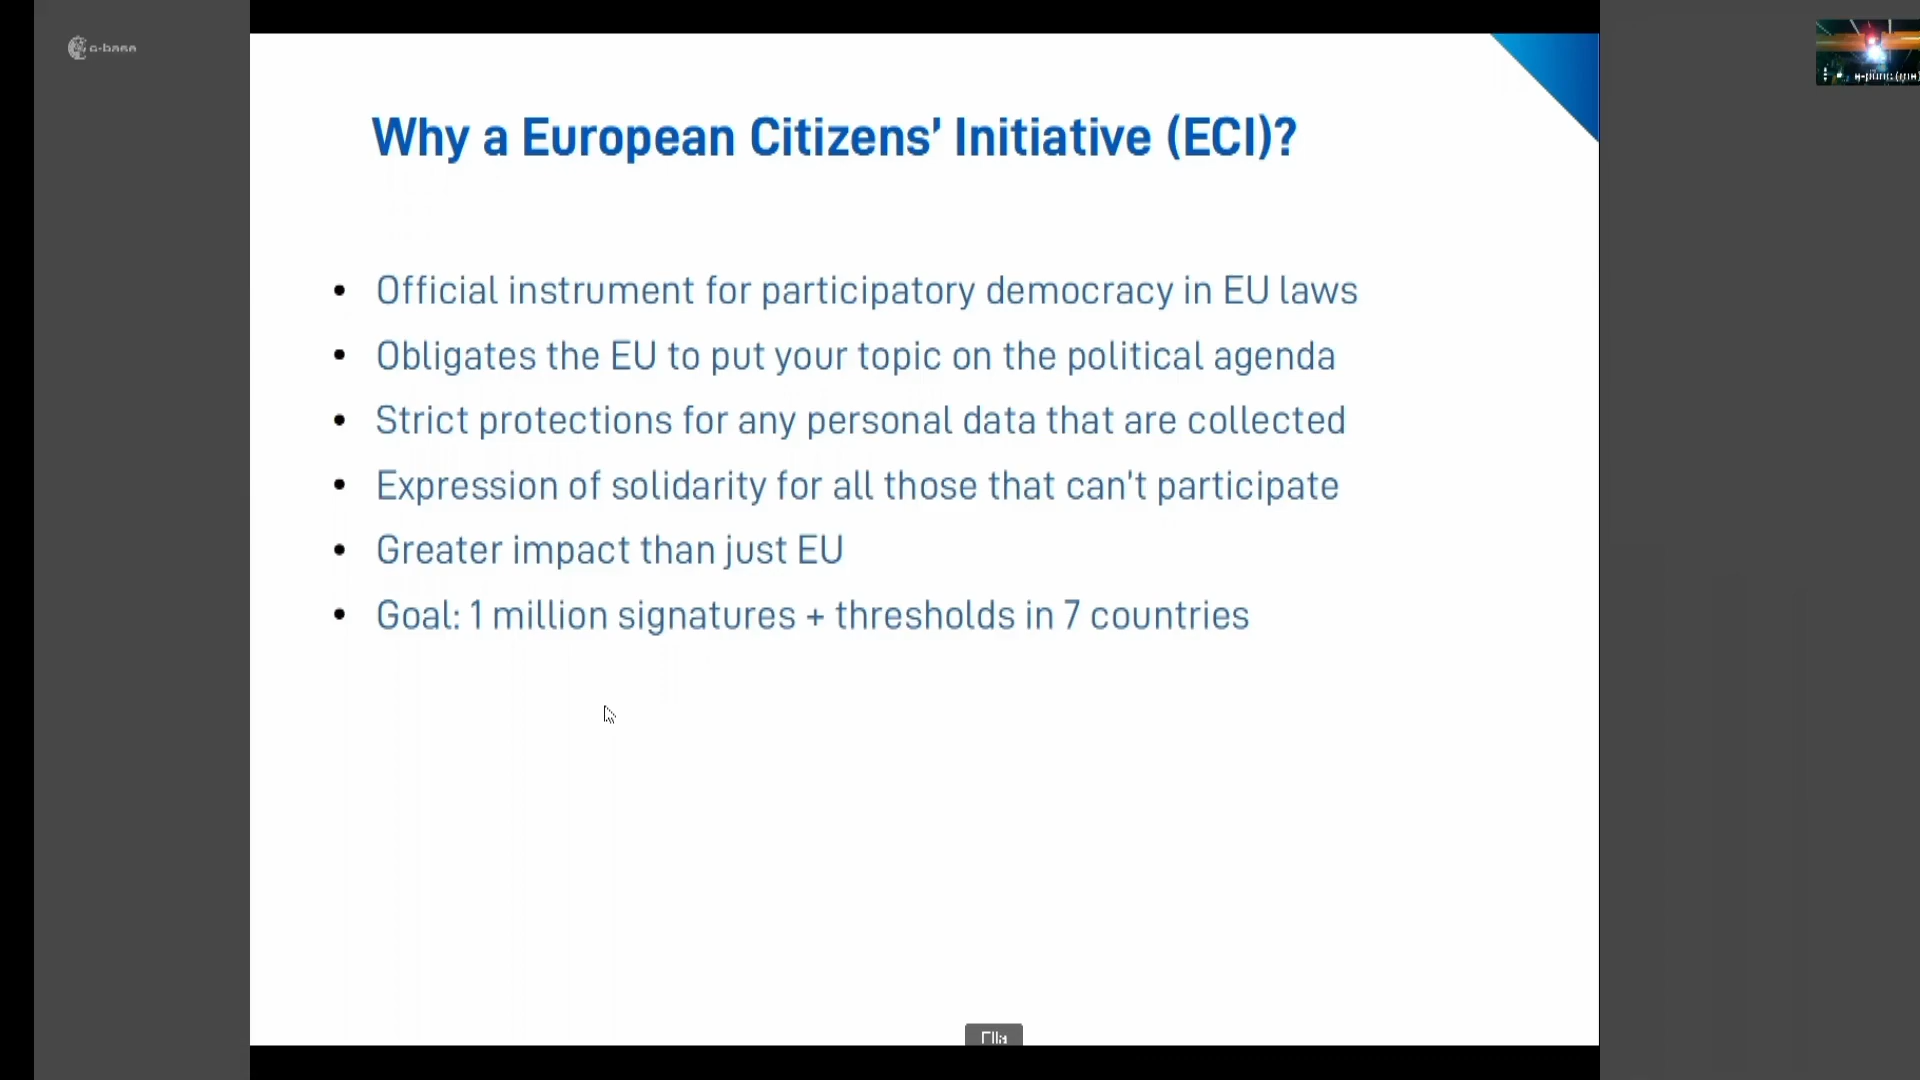 c-base
Why a European Citizens’ Initiative (ECI)?
• Official instrument for participatory democracy in EU laws
• Obligates the EU to put your topic on the political agenda
• Strict protections for any personal data that are collected
• Expression of solidarity for all those that can't participate
• Greater impact than just EU
• Goal: 1 million signatures + thresholds in 7 countries